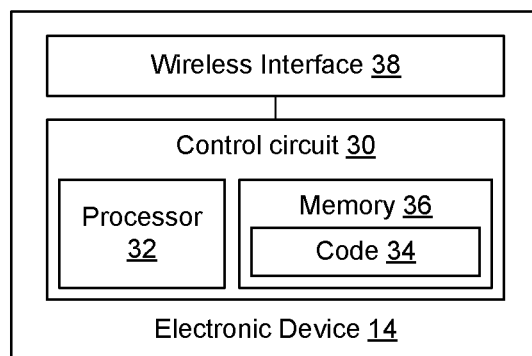 Wireless Interface 38
Control circuit 30
Processor
32
Memory 36
Code 34
Electronic Device 14